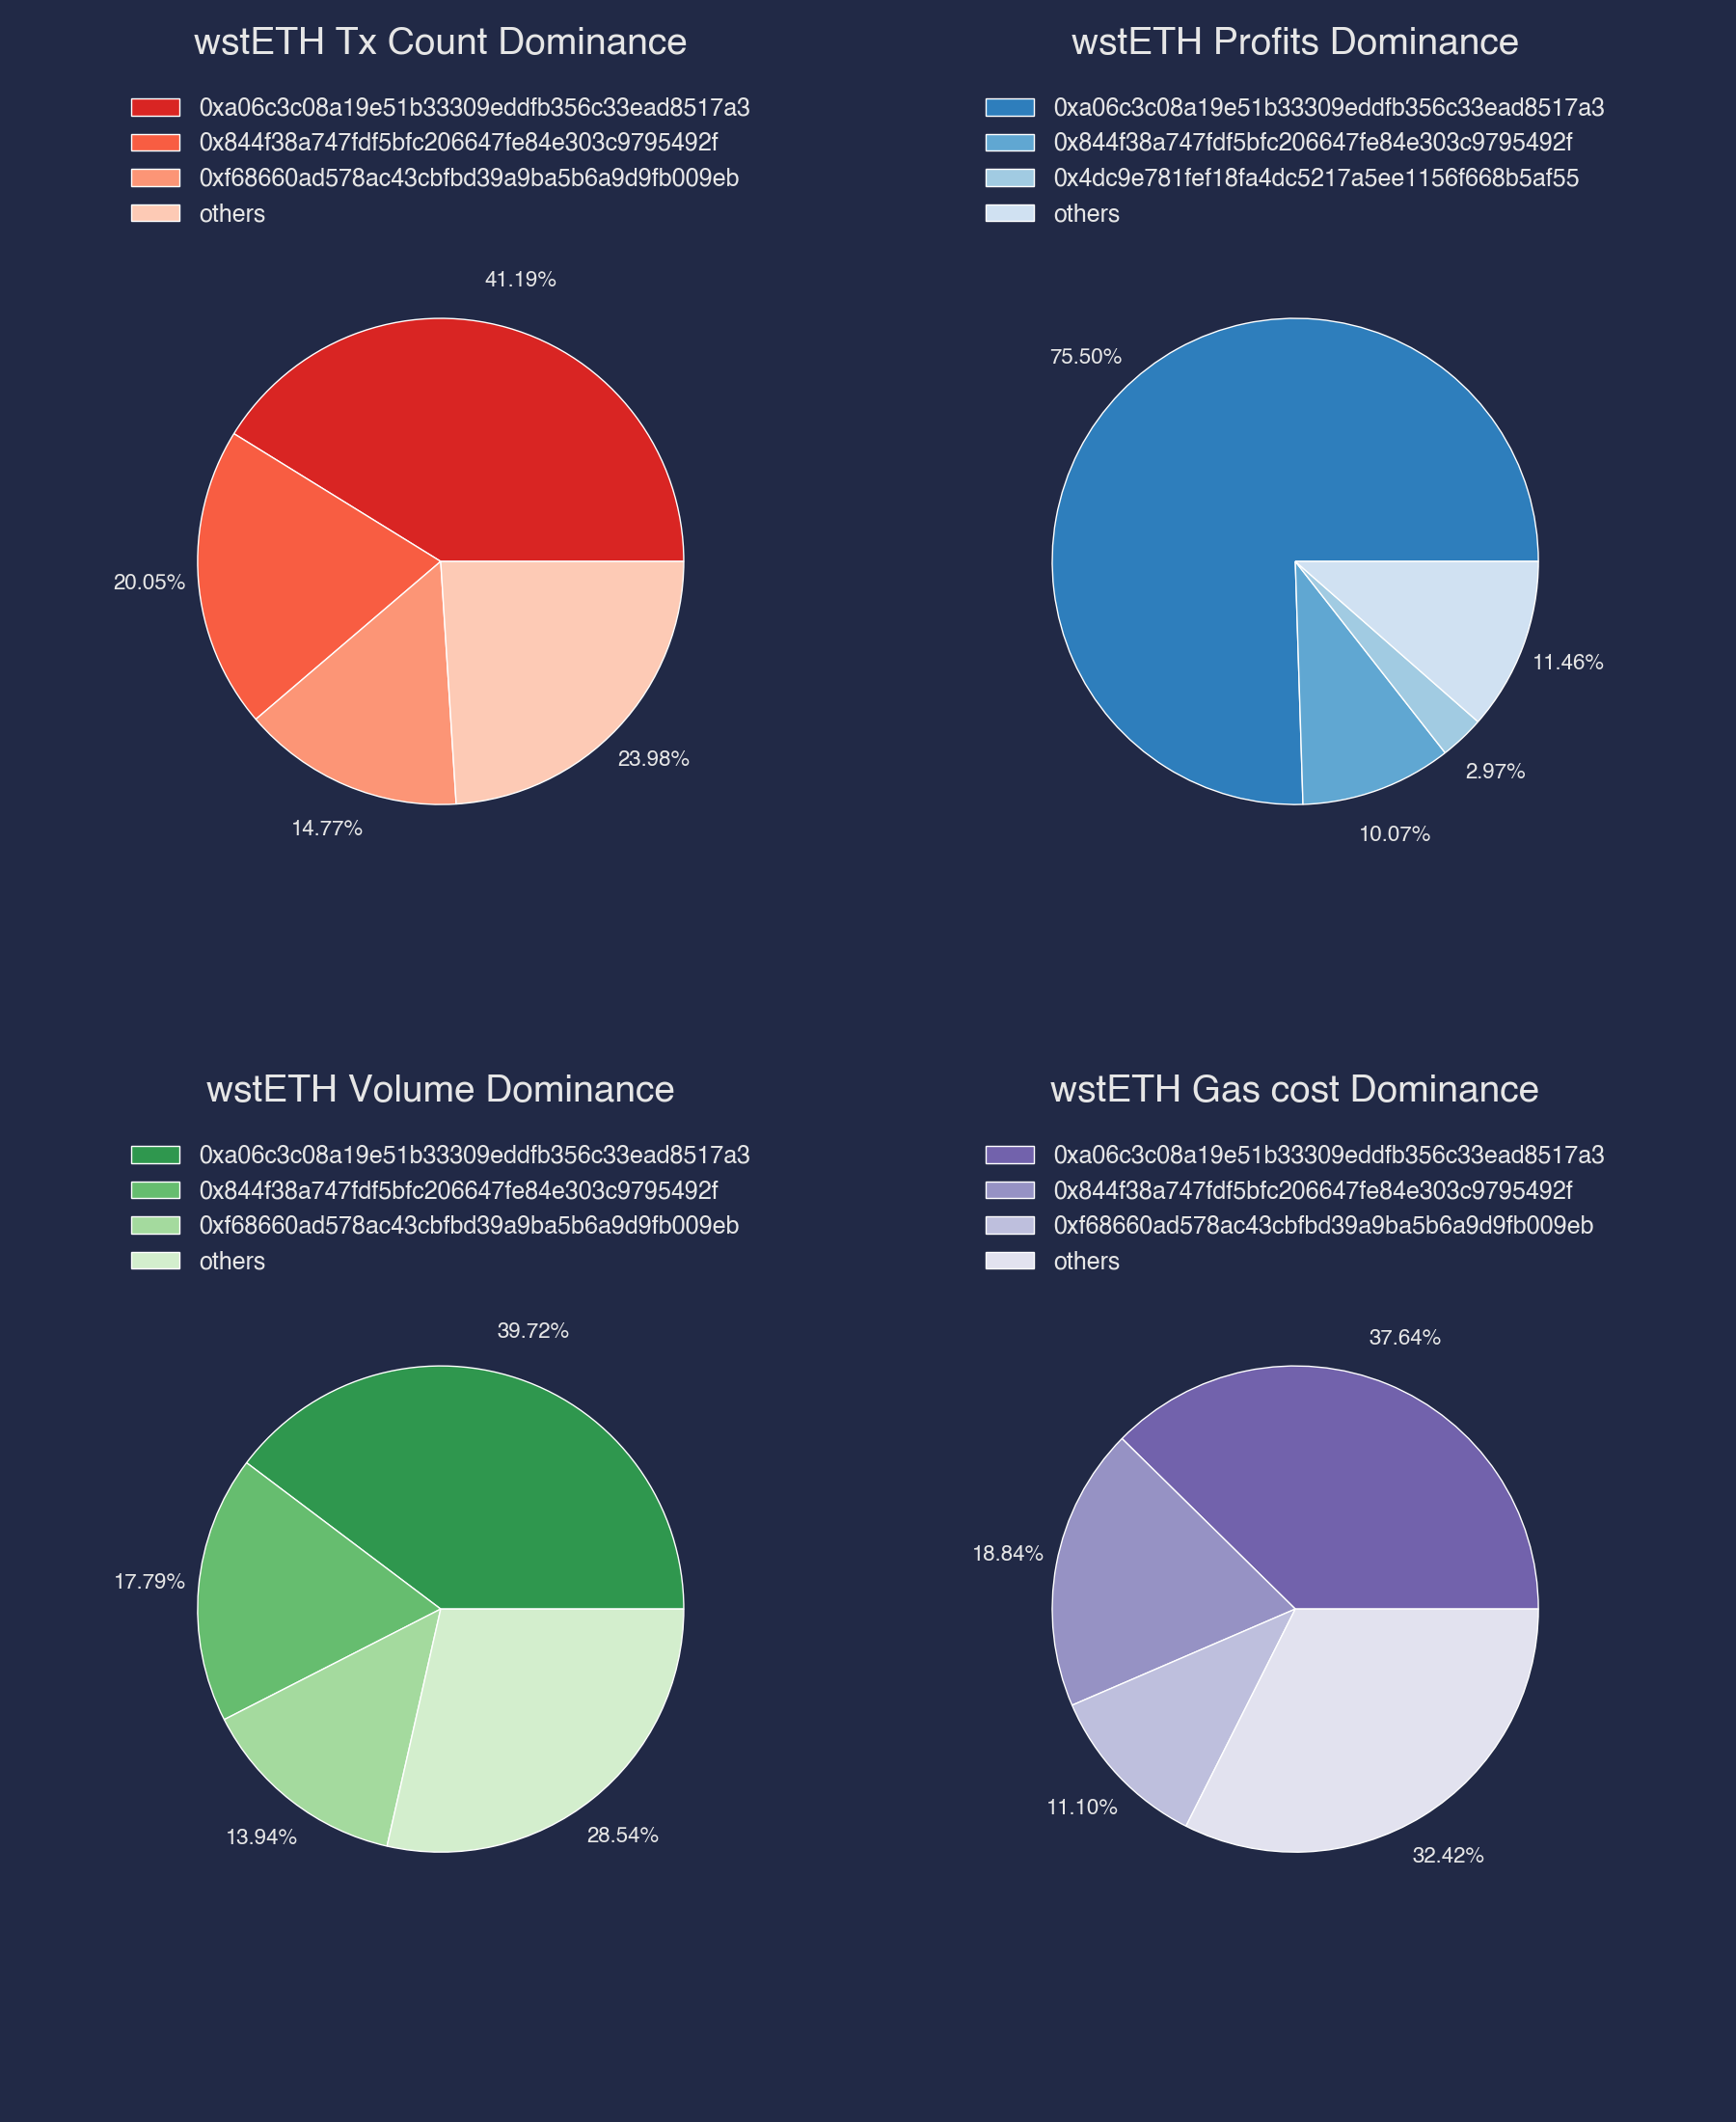 wstETH Tx Count Dominance
0xa06c3c08a19e51b33309eddfb356c33ead8517a3
0x844f38a747fdf5bfc206647fe84e303c9795492f
0xf68660ad578ac43cbfbd39a9ba5b6a9d9fb009eb
others
41.19%
20.05%
14.77%
23.98%
wstETH Profits Dominance
0xa06c3c08a19e51b33309eddfb356c33ead8517a3
0x844f38a747fdf5bfc206647fe84e303c9795492f
0x4dc9e781fef18fa4dc5217a5ee1156f668b5af55
others
75.50%
11.46%
2.97%
10.07%
wstETH Volume Dominance
0xa06c3c08a19e51b33309eddfb356c33ead8517a3
0x844f38a747fdf5bfc206647fe84e303c9795492f
0xf68660ad578ac43cbfbd39a9ba5b6a9d9fb009eb
others
39.72%
17.79%
13.94%
28.54%
wstETH Gas cost Dominance
0xa06c3c08a19e51b33309eddfb356c33ead8517a3
0x844f38a747fdf5bfc206647fe84e303c9795492f
0xf68660ad578ac43cbfbd39a9ba5b6a9d9fb009eb
others
37.64%
18.84%
11.10%
32.42%